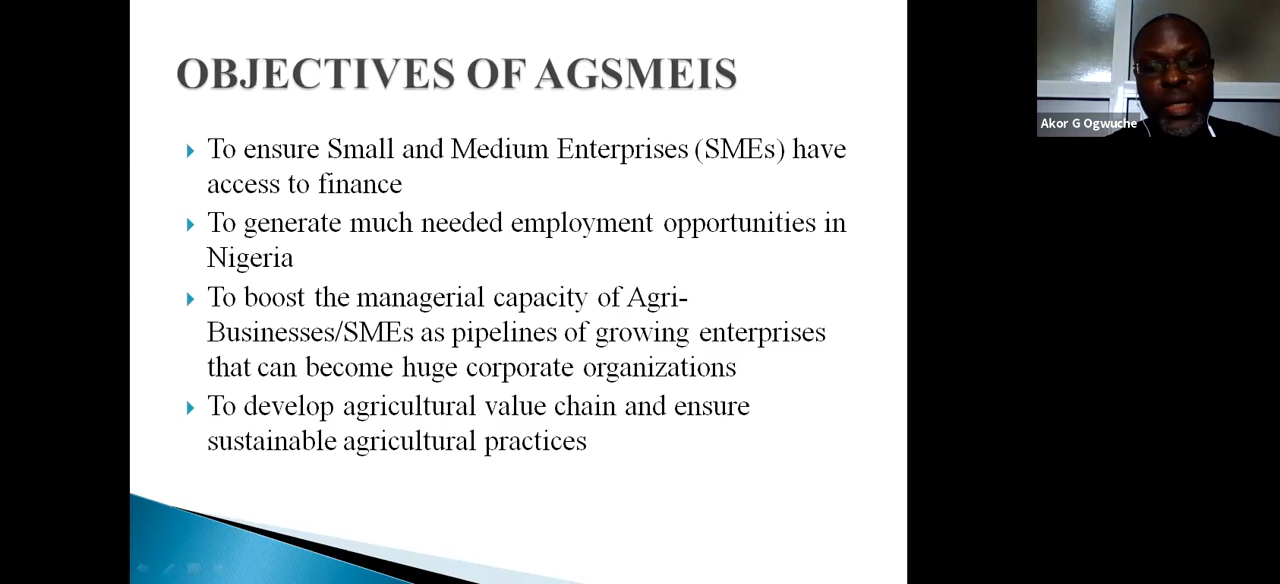 OBJECTIVES OF AGSMEIS
To ensure Small and Medium Enterprises (SMEs) have
access to finance
To generate much needed employment opportunities in
Nigeria
To boost the managerial capacity of Agri-
Businesses/SMEs as pipelines of growing enterprises
that can become huge corporate organizations
To develop agricultural value chain and ensure
sustainable agricultural practices
Akor G Ogwuche